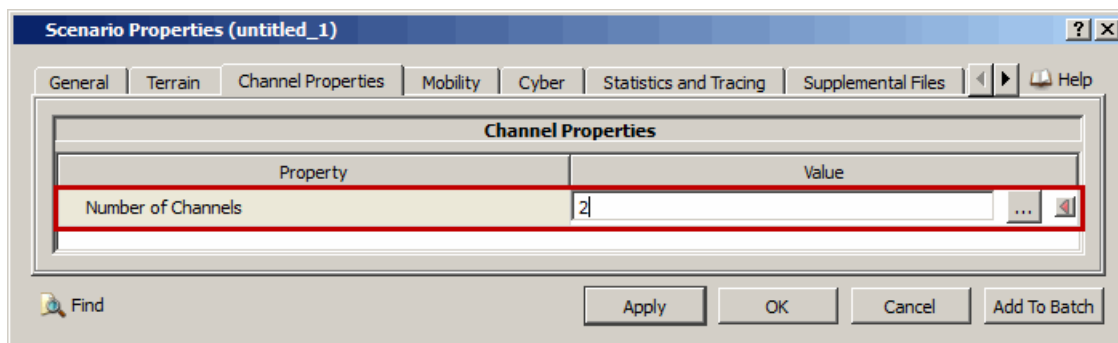 Scenario Properties (untitled_1) ? ×
General Terrain Channel Properties Mobility Cyber Statistics and Tracing Supplemental Files Help
Channel Properties
Property Value
Number of Channels 2 ...
Find Apply OK Cancel Add To Batch